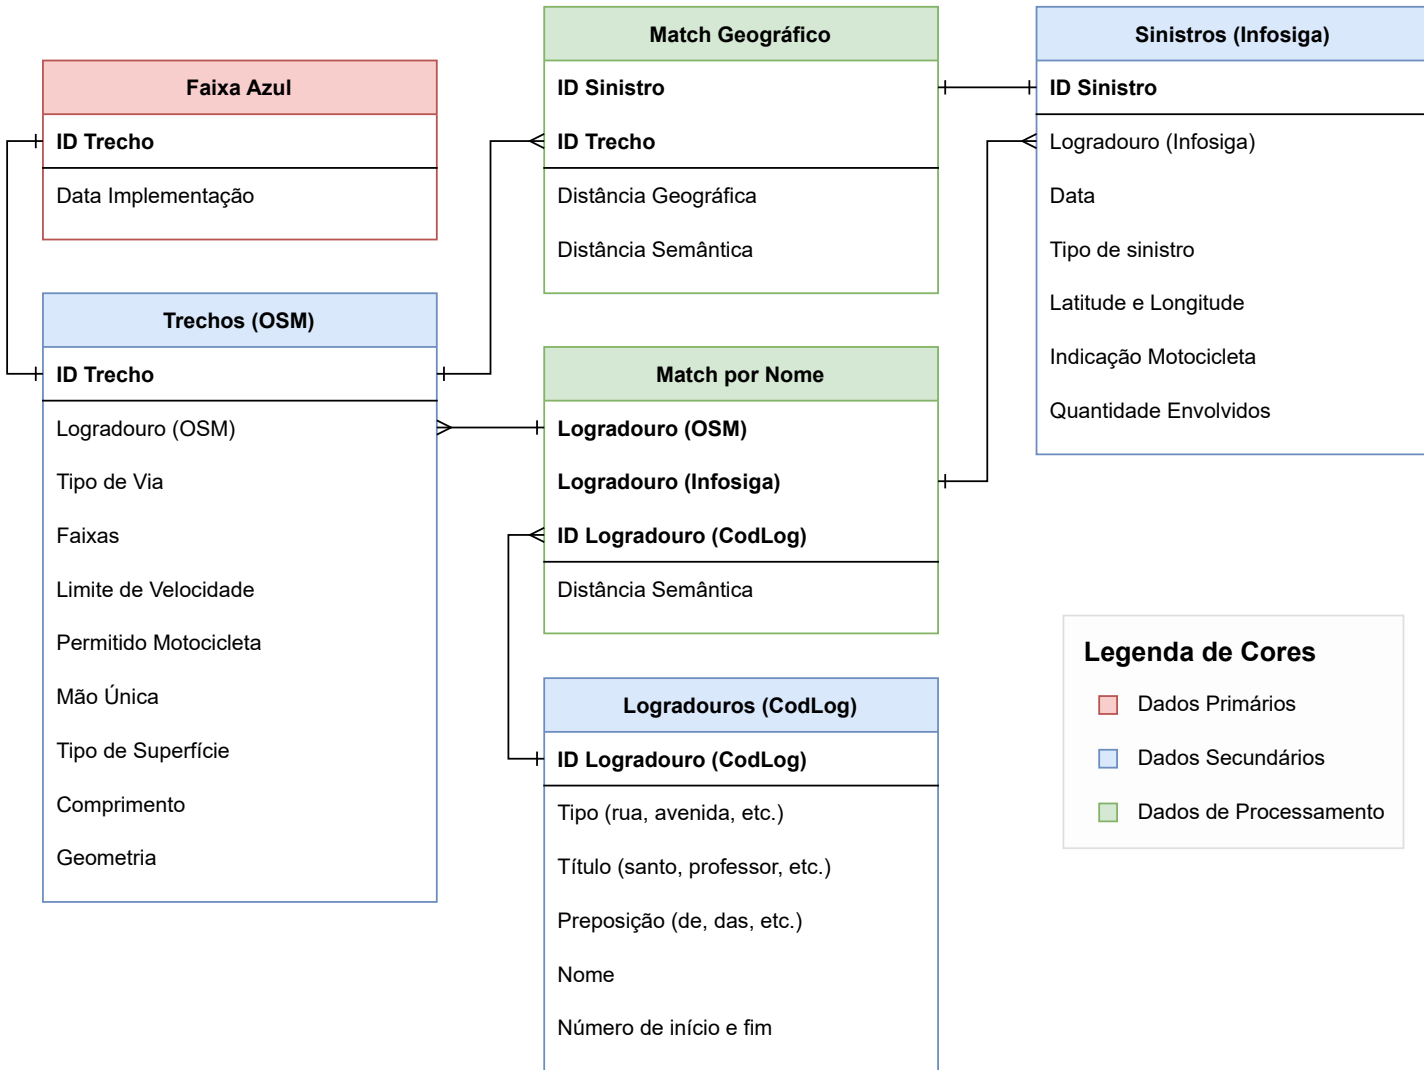 Faixa Azul
ID Trecho
Data Implementação
Trechos (OSM)
ID Trecho
Logradouro (OSM)
Tipo de Via
Faixas
Limite de Velocidade
Permitido Motocicleta
Mão Única
Tipo de Superfície
Comprimento
Geometria
Match Geográfico
ID Sinistro
ID Trecho
Distância Geográfica
Distância Semântica
Match por Nome
Logradouro (OSM)
Logradouro (Infosiga)
ID Logradouro (CodLog)
Distância Semântica
Logradouros (CodLog)
ID Logradouro (CodLog)
Tipo (rua, avenida, etc.)
Título (santo, professor, etc.)
Preposição (de, das, etc.)
Nome
Número de início e fim
Sinistros (Infosiga)
ID Sinistro
Logradouro (Infosiga)
Data
Tipo de sinistro
Latitude e Longitude
Indicação Motocicleta
Quantidade Envolvidos
Legenda de Cores
Dados Primários
Dados Secundários
Dados de Processamento